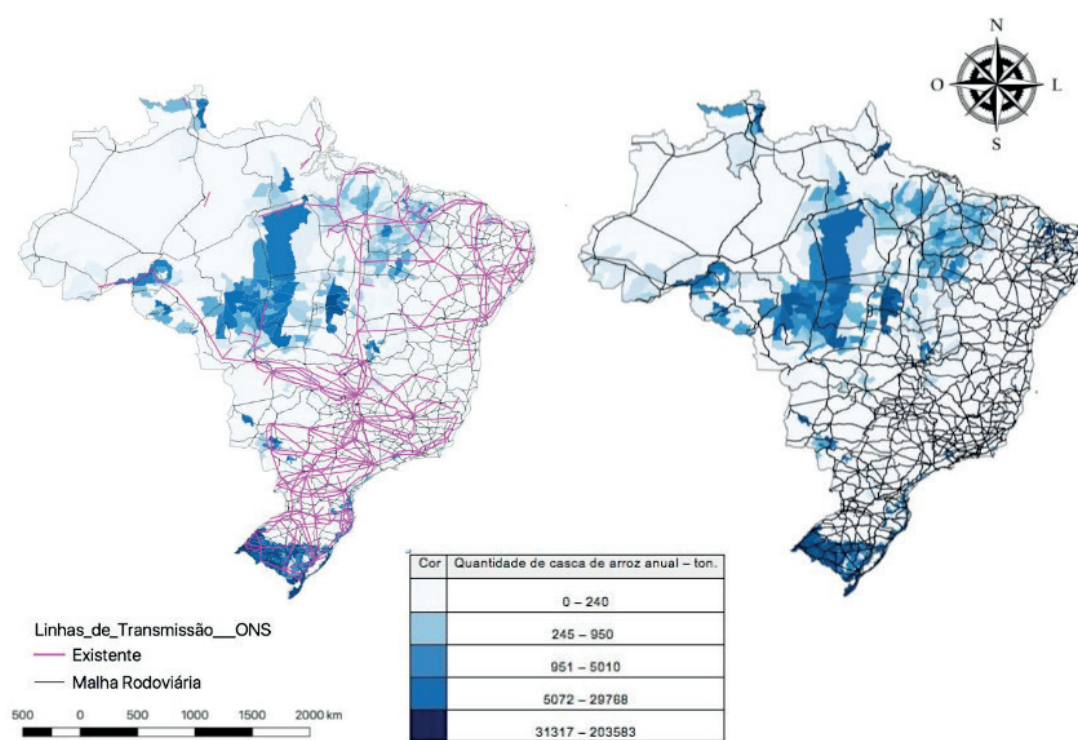 N
O L
S
Cor Quantidade de casca de arroz anual – ton.
0 – 240
245 – 950
951 – 5010
5072 – 29768
31317 – 203583
Linhas_de_Transmissão__ONS
Existente
Malha Rodoviária
500 0 500 1000 1500 2000 km